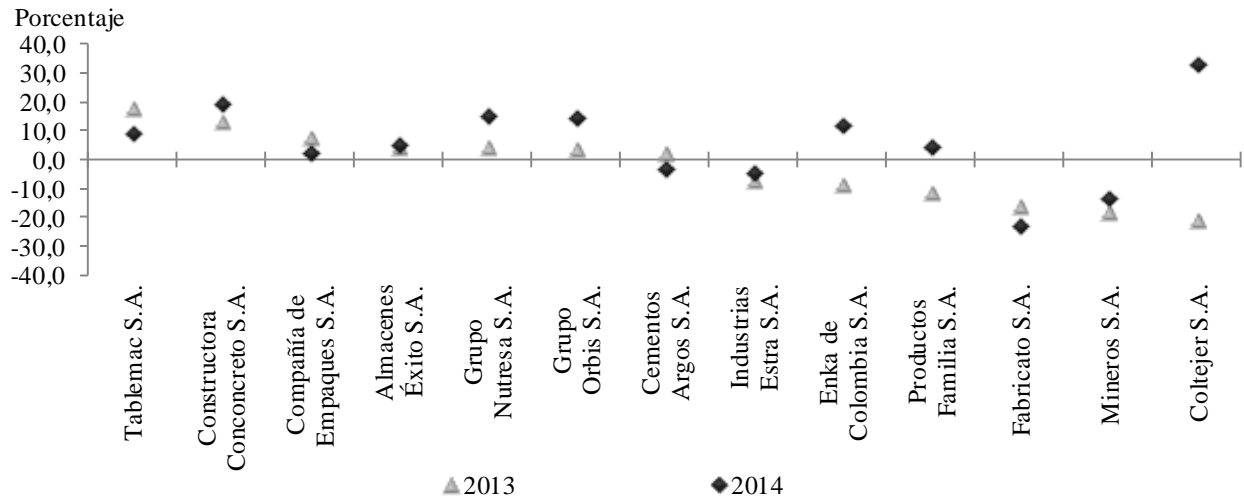 Porcentaje
40,0
30,0
20,0
10,0
0,0
-10,0
-20,0
-30,0
-40,0
Tablemac S.A.
Constructora
Conconcreto S.A.
Compañía de
Empaques S.A.
Almacenes
Éxito S.A.
Grupo
Nutresa S.A.
Grupo
Orbis S.A.
Cementos
Argos S.A.
Industrias
Estra S.A.
Enka de
Colombia S.A.
Productos
Familia S.A.
Fabricato S.A.
Mineros S.A.
Coltejer S.A.
2013
2014